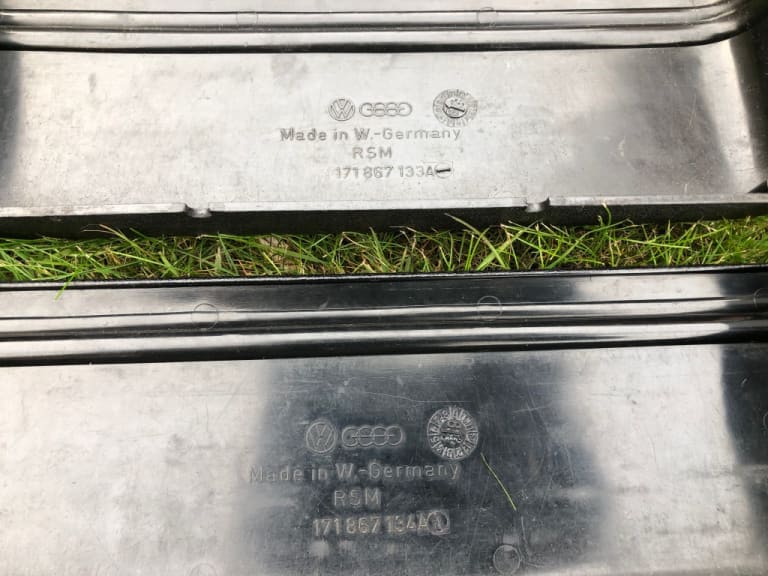 Made in W.-Germany
RSM
171 867 133A
Made in W.-Germany
RSM
171 867 134A